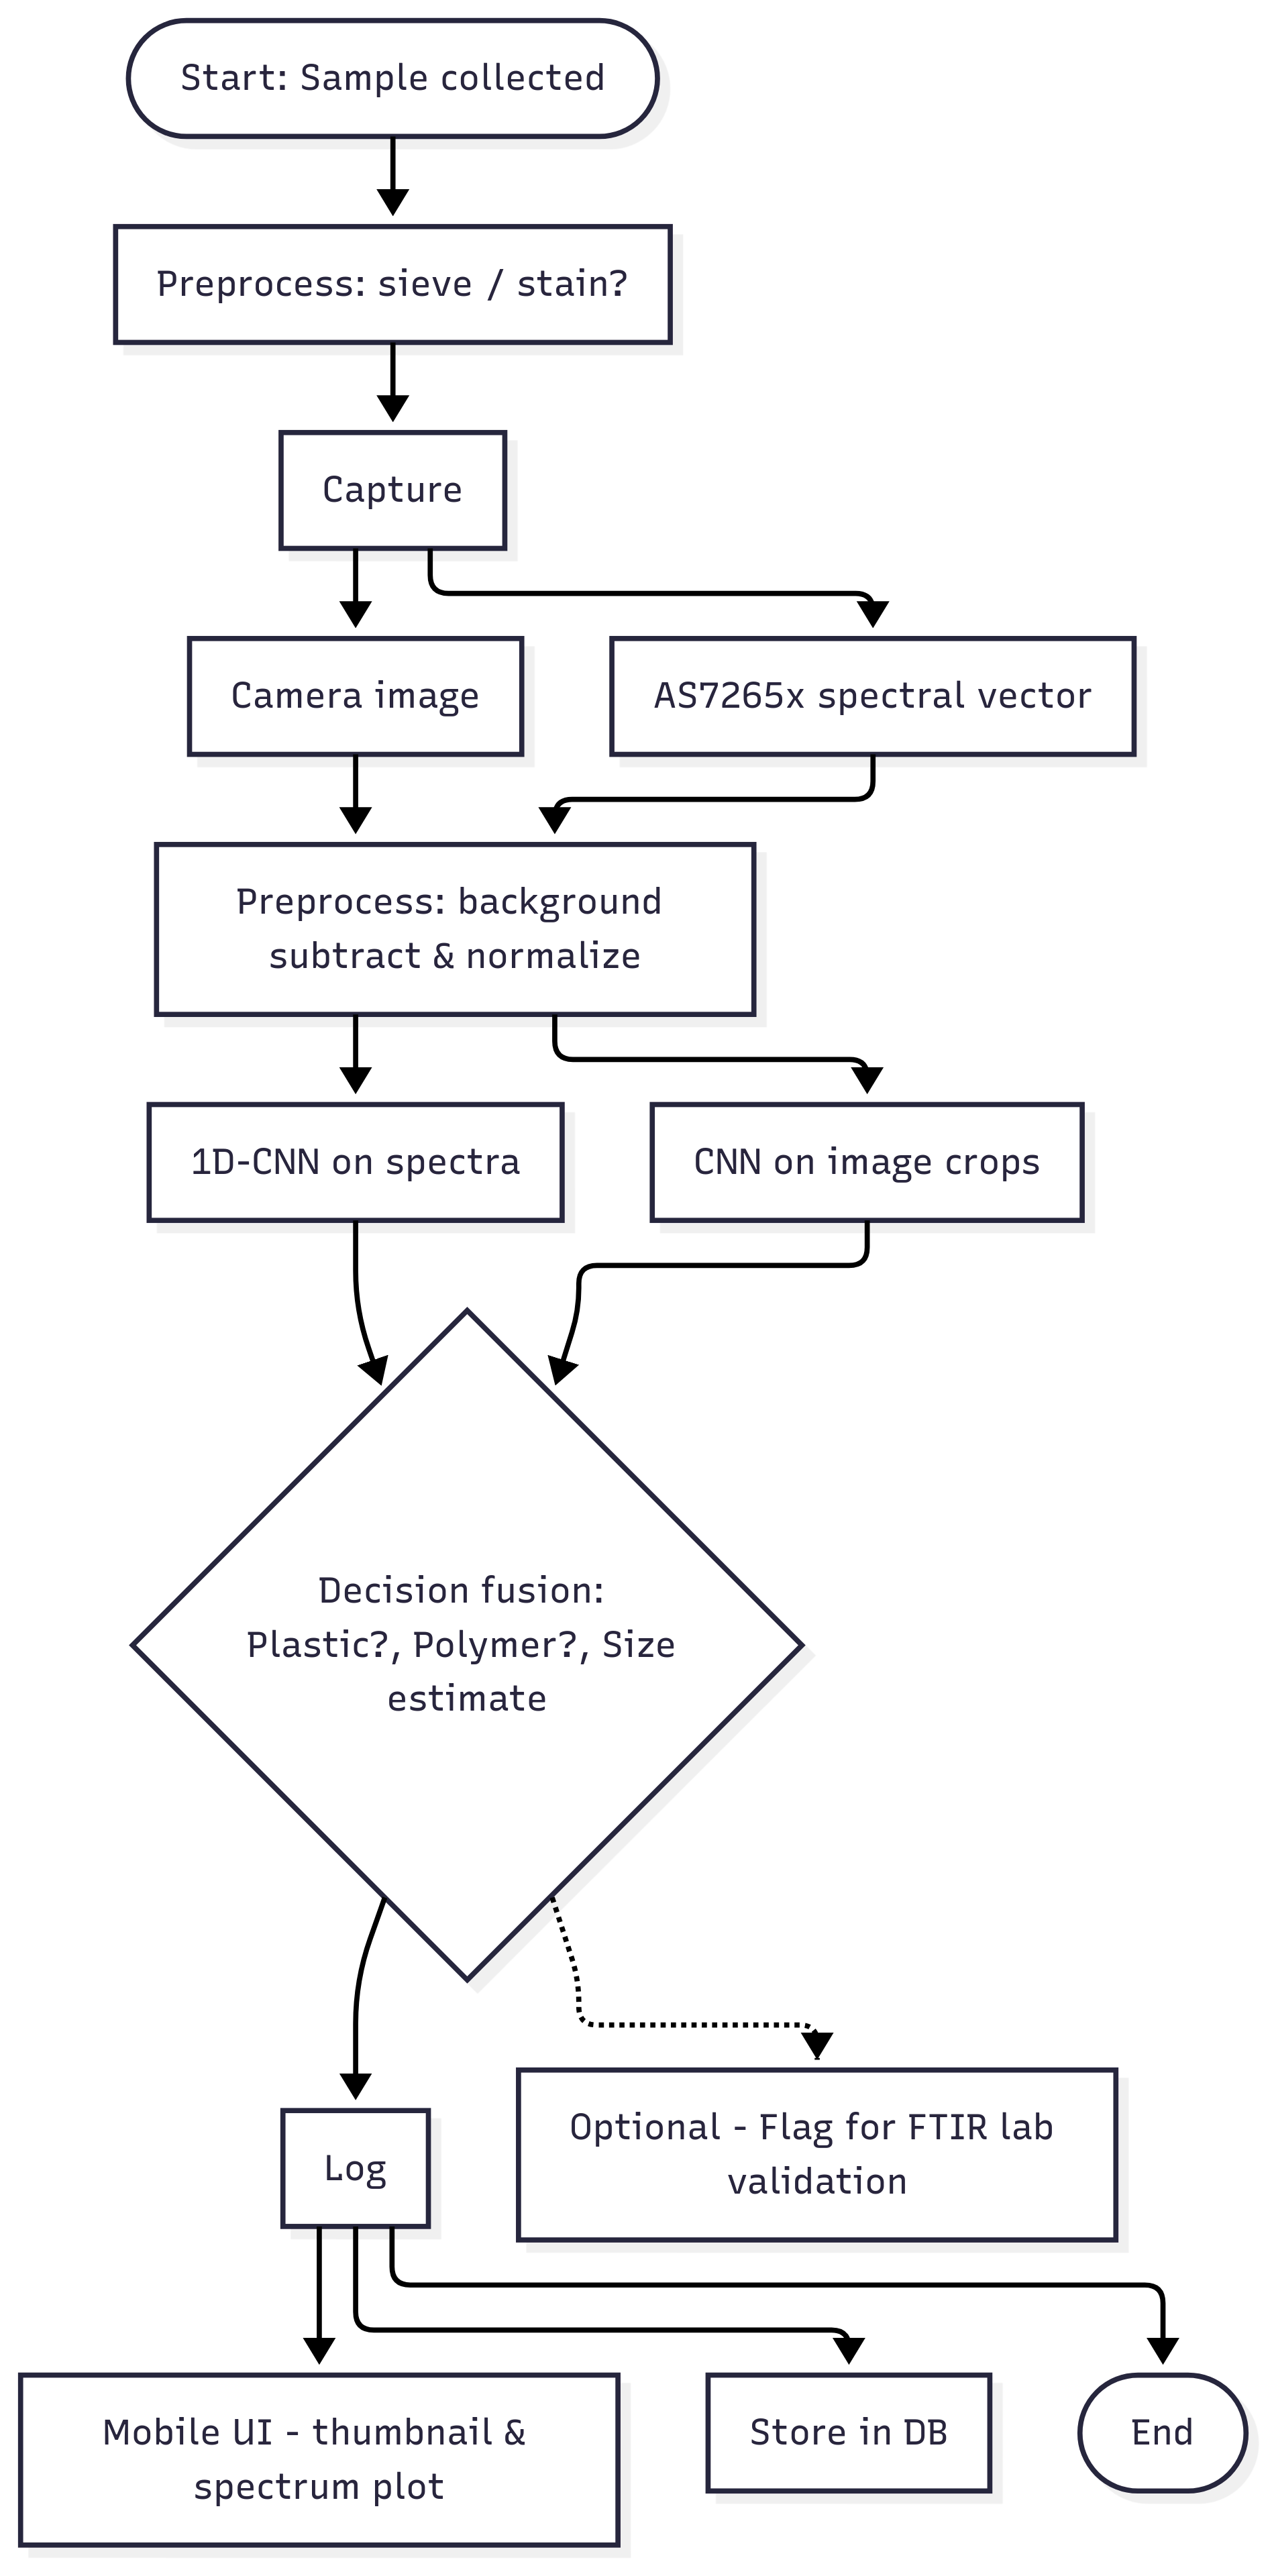 Start: Sample collected
Preprocess: sieve / stain?
Capture
Camera image
AS7265x spectral vector
Preprocess: background
subtract & normalize
1D-CNN on spectra
CNN on image crops
Decision fusion:
Plastic?, Polymer?, Size
estimate
Optional - Flag for FTIR lab
validation
Log
Mobile UI - thumbnail &
spectrum plot
Store in DB
End